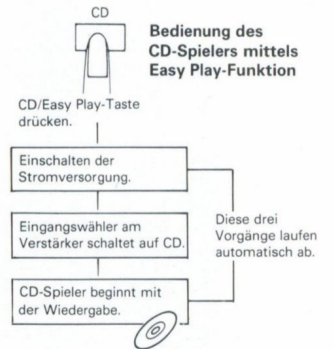 CD
Bedienung des
CD-Spielers mittels
Easy Play-Funktion
CD/Easy Play-Taste
drücken.
Einschalten der
Stromversorgung.
Eingangswähler am
Verstärker schaltet auf CD.
CD-Spieler beginnt mit
der Wiedergabe.
Diese drei
Vorgänge laufen
automatisch ab.